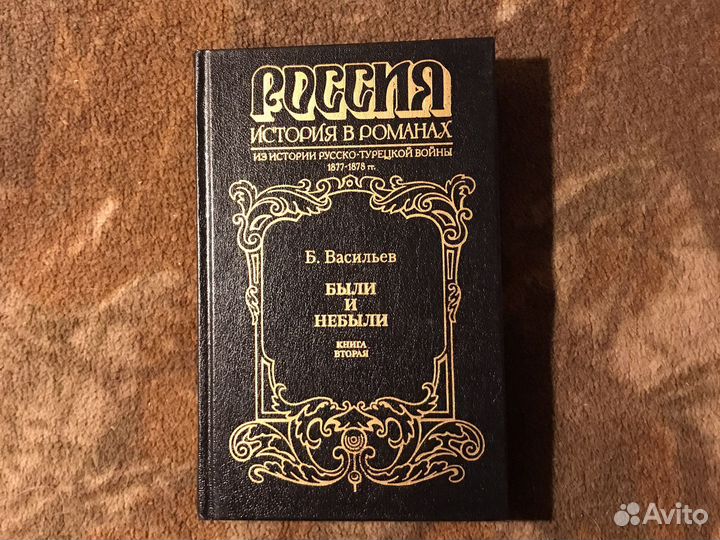 РОССИЯ
ИСТОРИЯ В РОМАНАХ
ИЗ ИСТОРИИ РУССКО-ТУРЕЦКОЙ ВОЙНЫ
1877-1878 гг.
Б. Васильев
БЫЛИ
И
НЕБЫЛИ
КНИГА
ВТОРАЯ
Avito